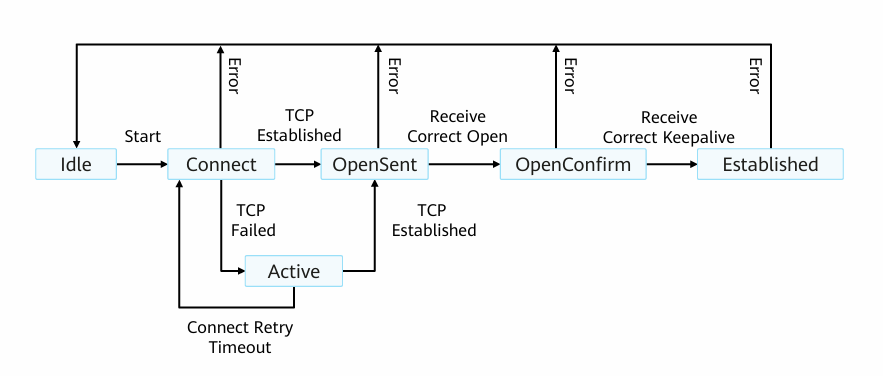 Error
Error
Error
Error
Start
TCP
Established
Receive
Correct Open
Receive
Correct Keepalive
Idle
Connect
OpenSent
OpenConfirm
Established
TCP
Failed
TCP
Established
Active
Connect Retry
Timeout